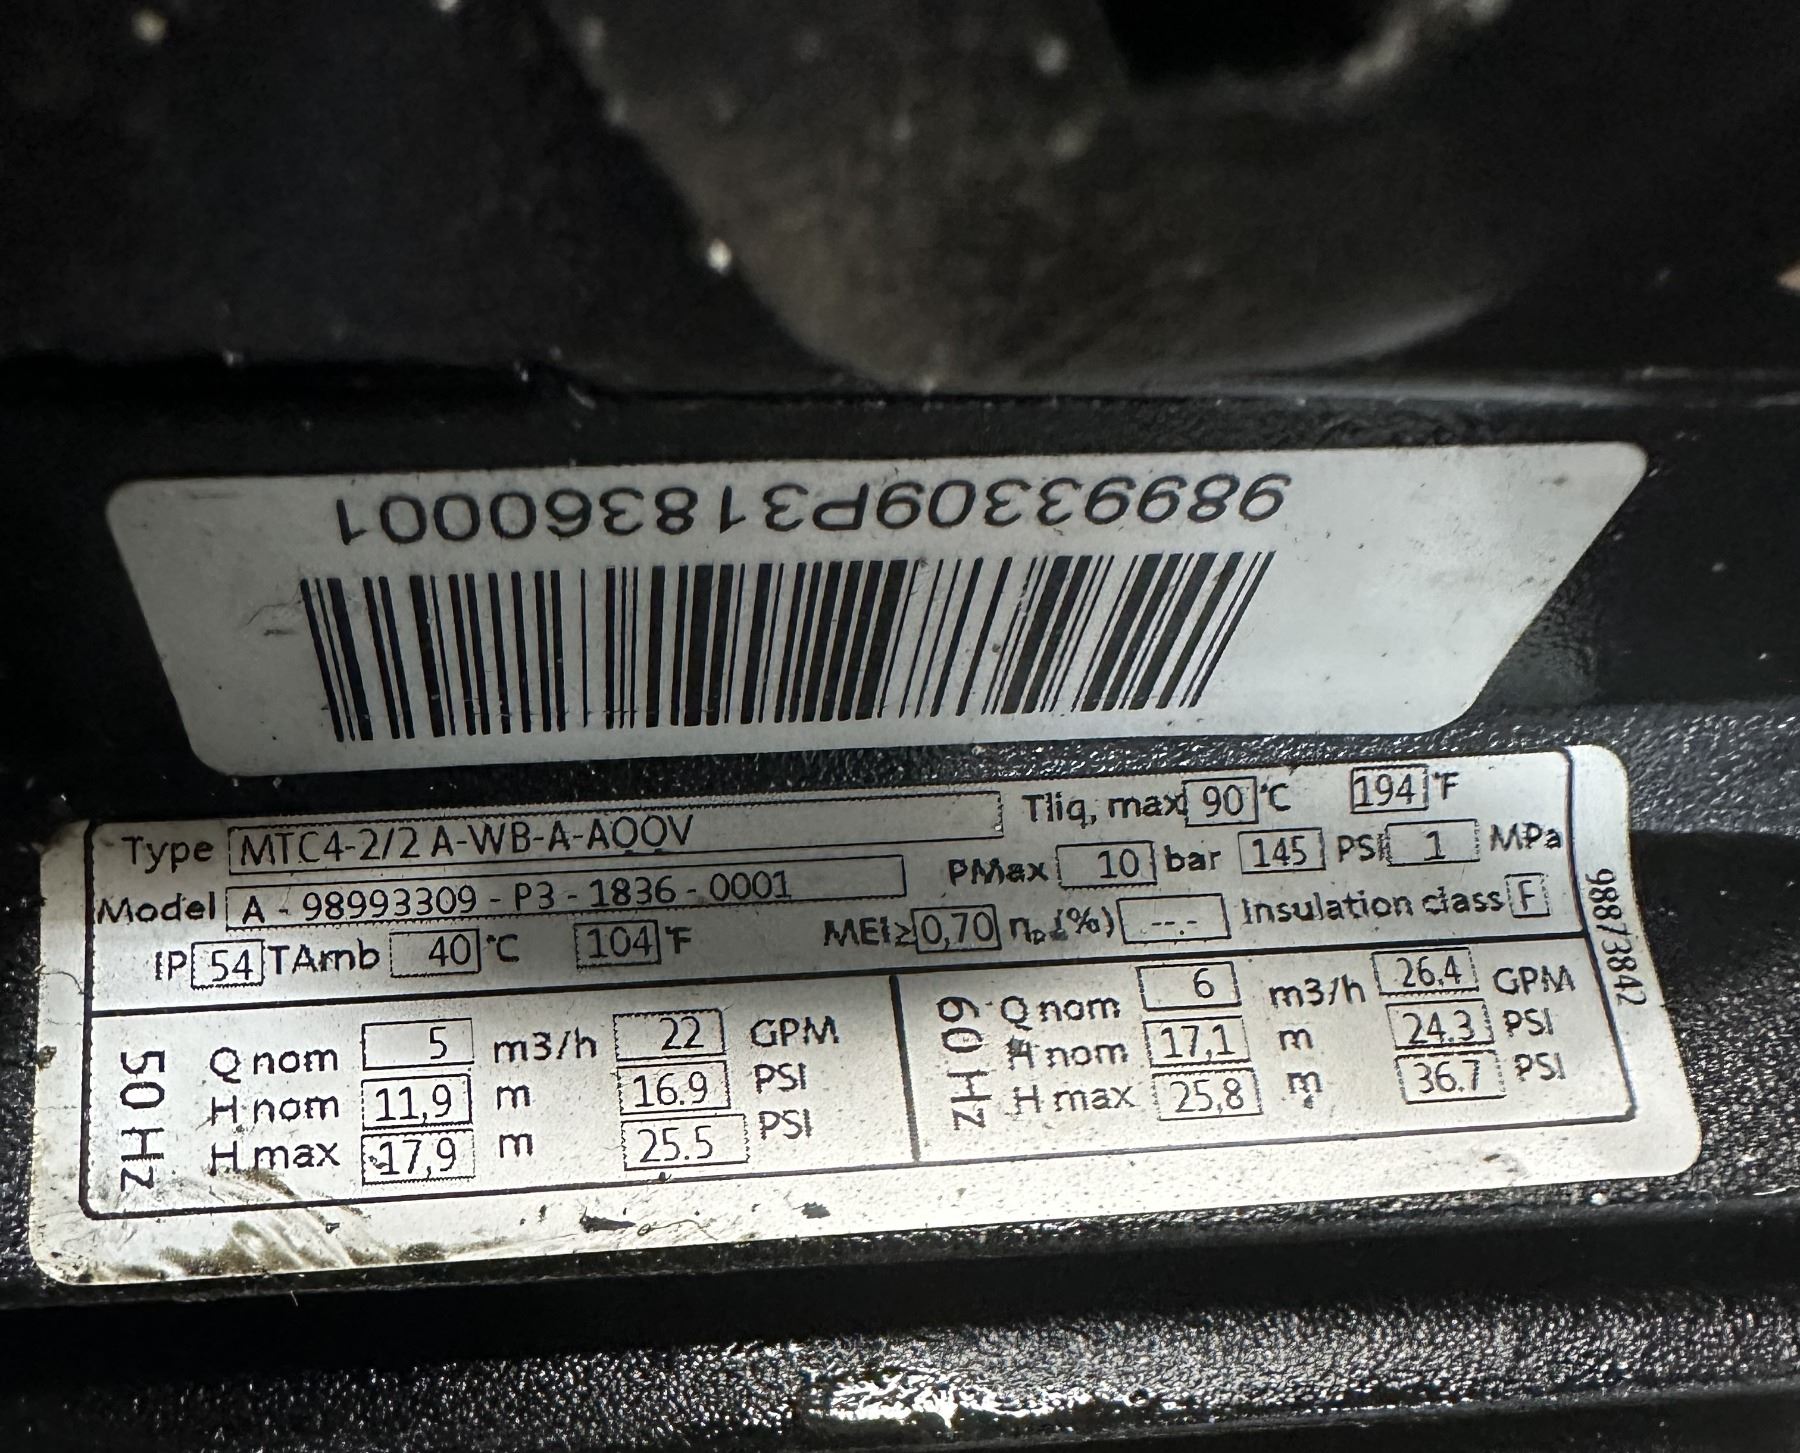 98993309P318360001
Type MTC4-2/2 A-WB-A-AQQV Tliq, max 90 °C 194 °F
Model A - 98993309 - P3 - 1836 - 0001 PMax 10 bar 145 PSI 1 MPa
IP 54 TAmb 40 °C 104 °F MEI≥ 0,70 ηp (%) --.- Insulation class F
98873842
50 Hz
Q nom 5 m3/h 22 GPM
H nom 11,9 m 16.9 PSI
H max 17,9 m 25.5 PSI
60 Hz
Q nom 6 m3/h 26.4 GPM
H nom 17,1 m 24.3 PSI
H max 25,8 m 36.7 PSI